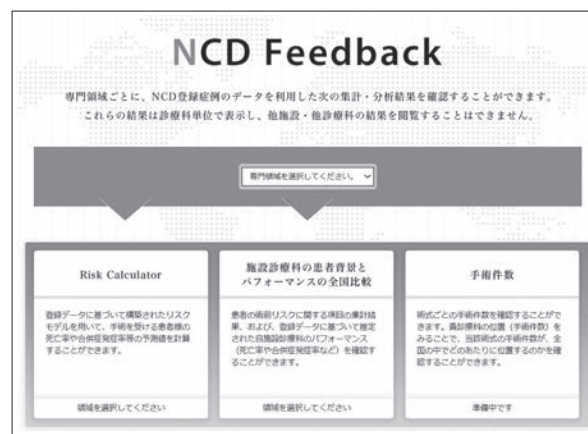 NCD Feedback
専門領域ごとに、NCD登録症例のデータを利用した次の集計・分析結果を確認することができます。
これらの結果は診療科単位で表示し、他施設・他診療科の結果を閲覧することはできません。
専門領域を選択してください。
Risk Calculator
登録データに基づいて構築されたリスク
モデルを用いて、手術を受ける患者様の
死亡率や合併症発症率等の予測値を計算
することができます。
領域を選択してください
施設診療科の患者背景と
パフォーマンスの全国比較
患者の術前リスクに関する項目の集計結
果、および、登録データに基づいて推定
された自施設診療科のパフォーマンス
（死亡率や合併症発症率など）を確認す
ることができます。
領域を選択してください
手術件数
術式ごとの手術件数を確認することがで
きます。貴診療科の位置（手術件数）を
みることで、当該術式の手術件数が、全
国の中でどのあたりに位置するのかを確
認することができます。
準備中です